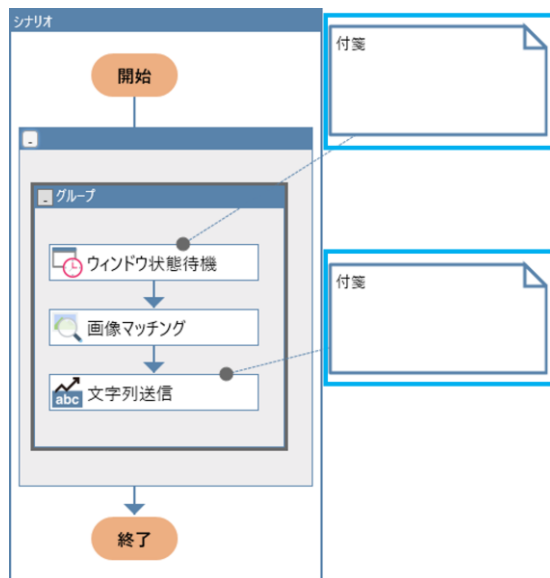 シナリオ
付箋
開始
グループ
ウィンドウ状態待機
付箋
画像マッチング
abc
文字列送信
終了